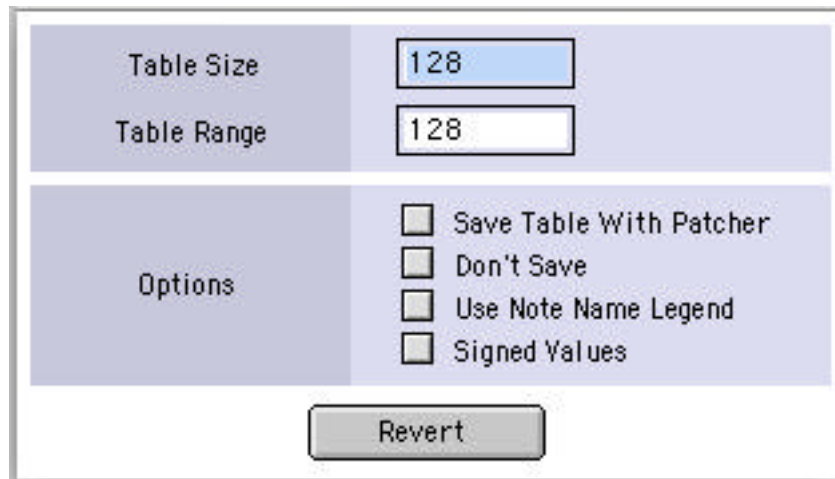 Table Size 128
Table Range 128
Options
Save Table With Patcher
Don't Save
Use Note Name Legend
Signed Values
Revert